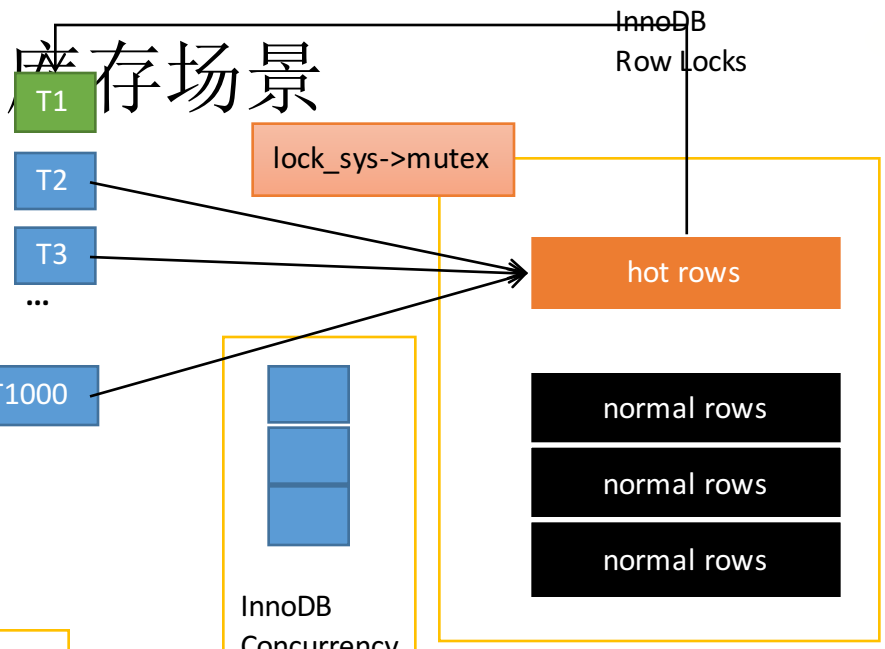 库存场景
InnoDB
Row Locks
T1
lock_sys->mutex
T2
T3
...
hot rows
T1000
normal rows
normal rows
normal rows
InnoDB
Concurrency